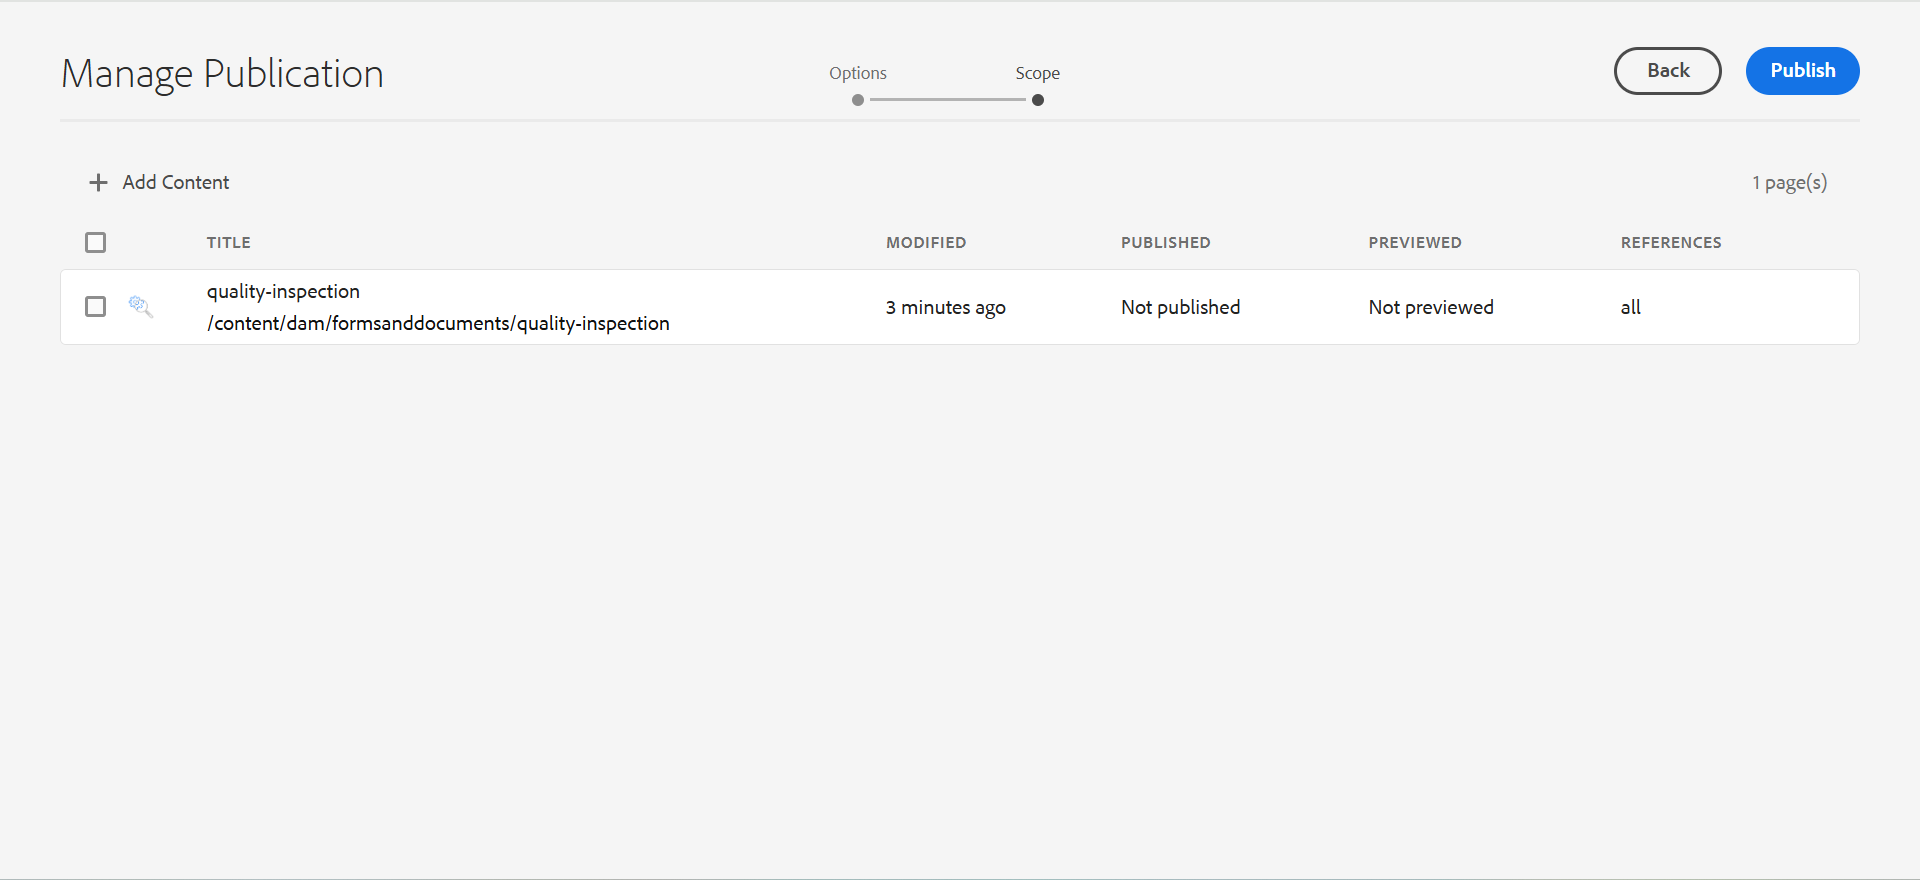 Manage Publication
Options
Scope
Back
Publish
Add Content
1 page(s)
TITLE
MODIFIED
PUBLISHED
PREVIEWED
REFERENCES
quality-inspection
/content/dam/formsanddocuments/quality-inspection
3 minutes ago
Not published
Not previewed
all